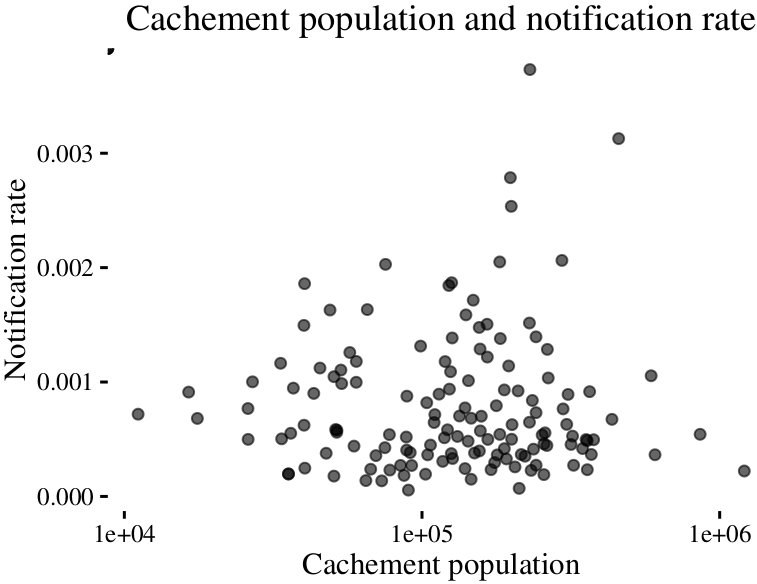 Cachement population and notification rate
Notification rate
0.003
0.002
0.001
0.000
1e+04 1e+05 1e+06
Cachement population